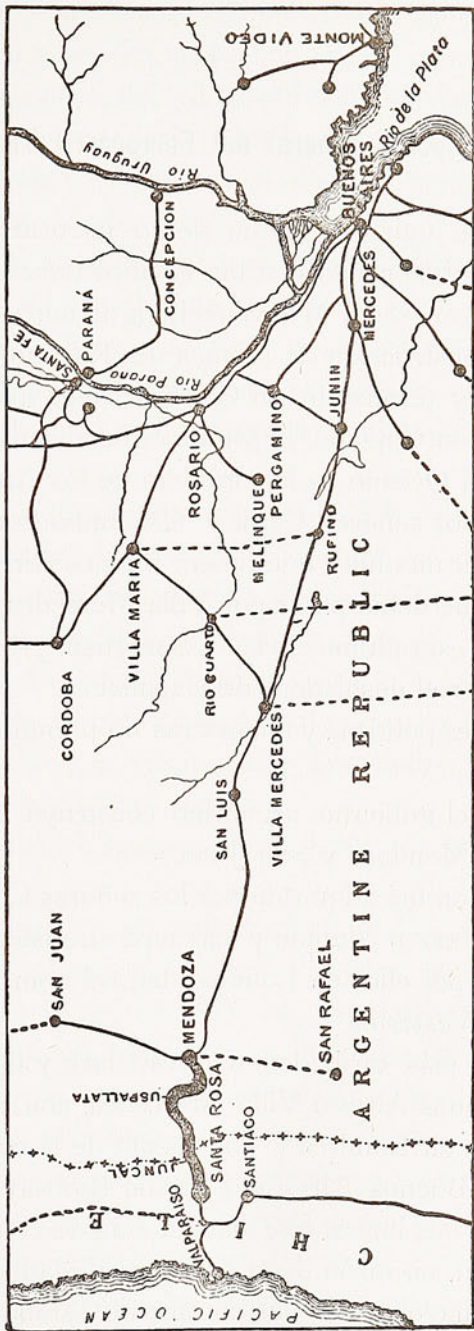 SAN JUAN
CORDOBA
SANTA FE
PARANÁ
Rio Uruguay
CONCEPCION
MONTE VIDEO
VILLA MARIA
Rio Parana
ROSARIO
JUNCAL
USPALLATA
MENDOZA
RIO CUARTO
MELINQUE
PERGAMINO
VALPARAISO
SANTA ROSA
SAN LUIS
BUENOS
AIRES
Rio de la Plata
SANTIAGO
VILLA MERCEDES
RUFINO
JUNIN
MERCEDES
SAN RAFAEL
PACIFIC OCEAN
CHILE
ARGENTINE REPUBLIC